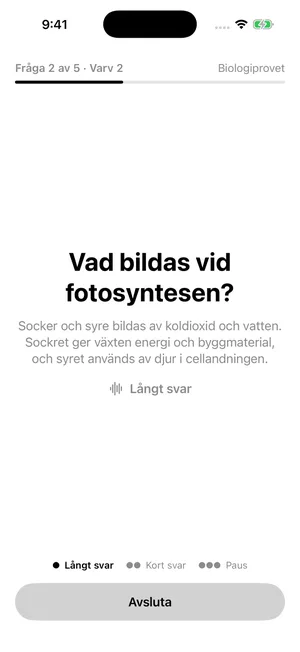 9:41
Fråga 2 av 5 · Varv 2
Biologiprovet
Vad bildas vid
fotosyntesen?
Socker och syre bildas av koldioxid och vatten.
Sockret ger växten energi och byggmaterial,
och syret används av djur i cellandningen.
Långt svar
Långt svar
Kort svar
Paus
Avsluta